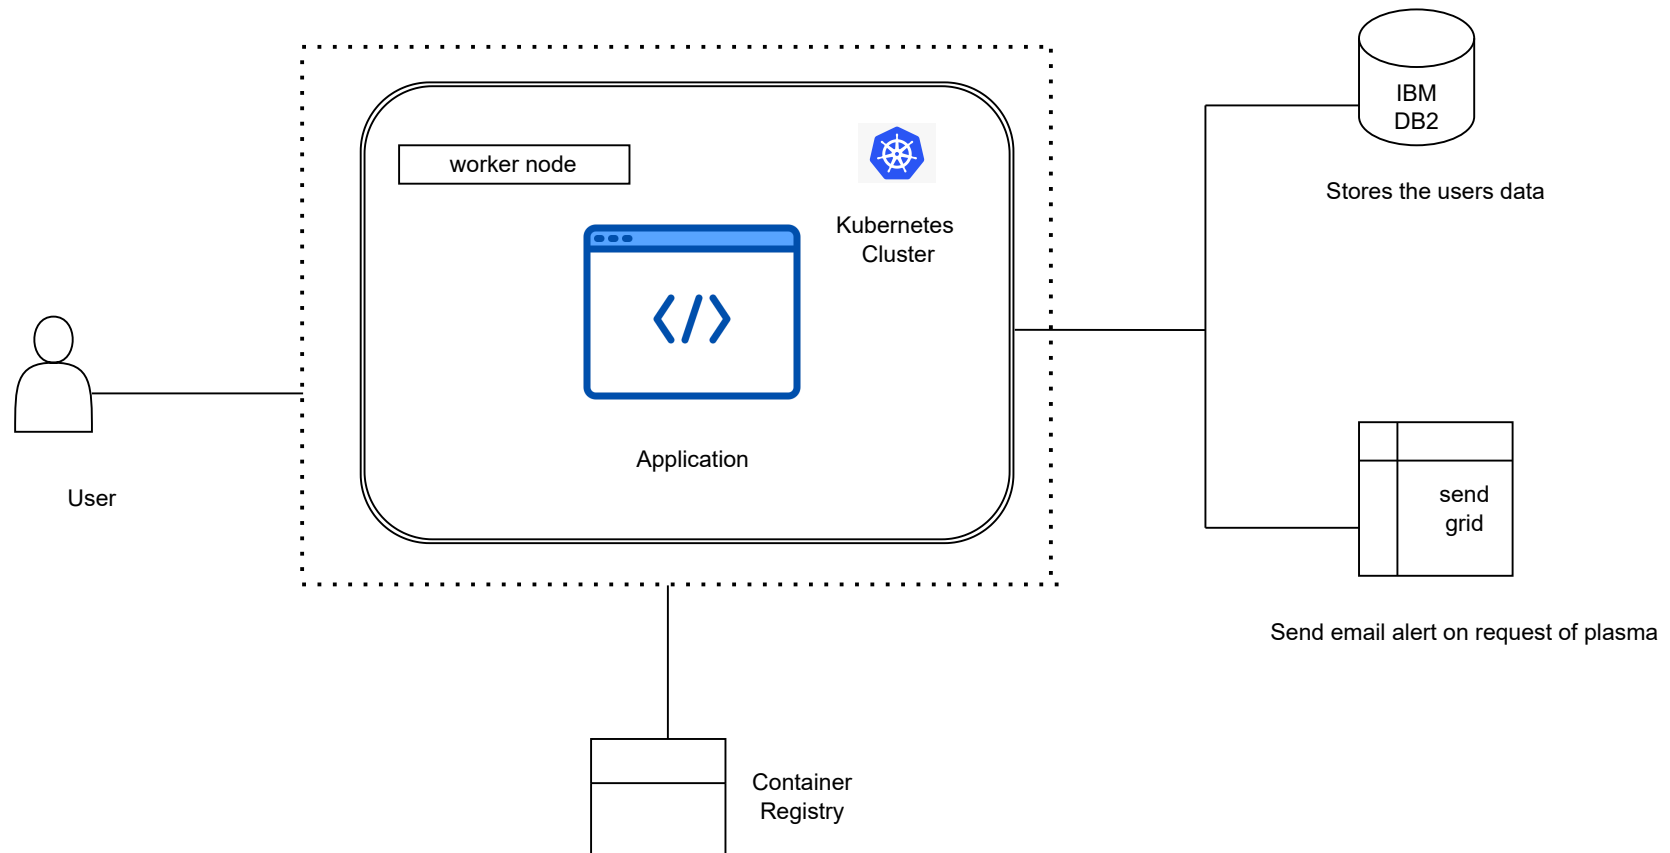 IBM
DB2
worker node
Stores the users data
Kubernetes
Cluster
Application
User
send
grid
Send email alert on request of plasma
Container
Registry